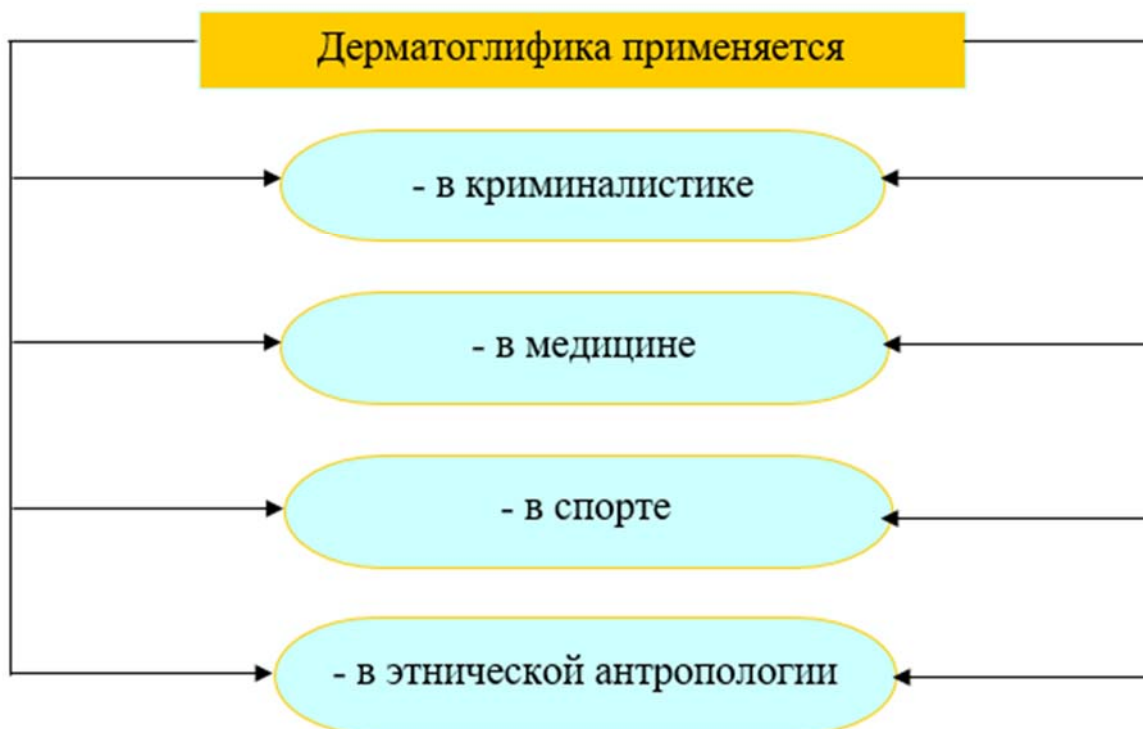 Дерматоглифика применяется
- в криминалистике
- в медицине
- в спорте
- в этнической антропологии